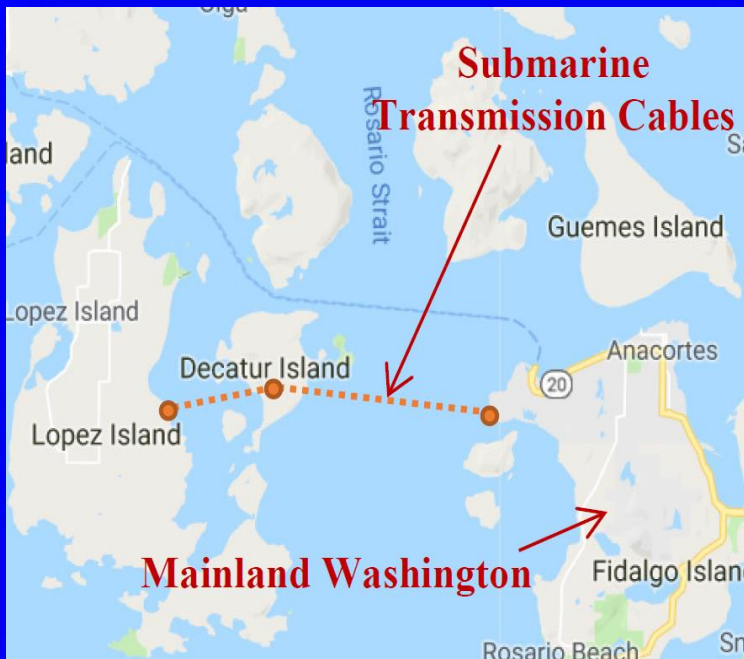 Submarine
Transmission Cables
Rosario Strait
land
Guemes Island
Lopez Island
Anacortes
Decatur Island
20
Lopez Island
Mainland Washington
Fidalgo Island
Rosario Beach